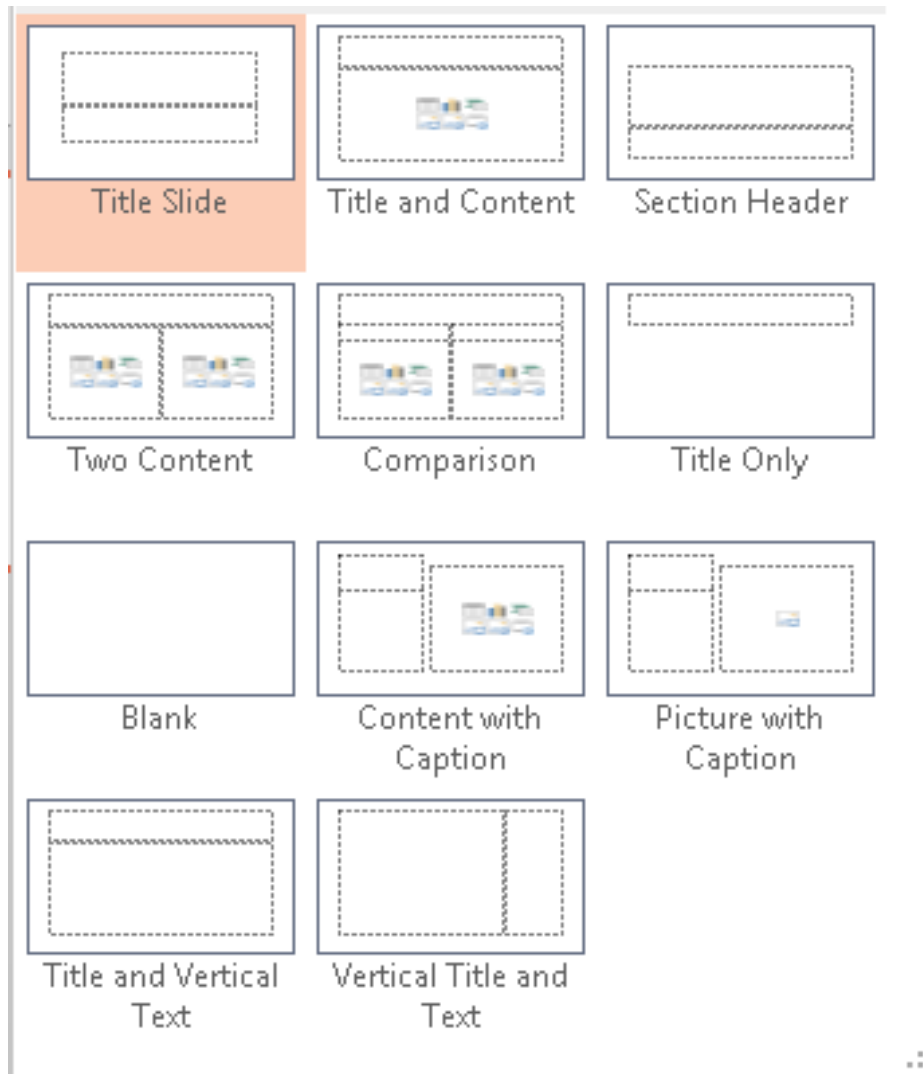 Title Slide
Title and Content
Section Header
Two Content
Comparison
Title Only
Blank
Content with
Caption
Picture with
Caption
Title and Vertical
Text
Vertical Title and
Text